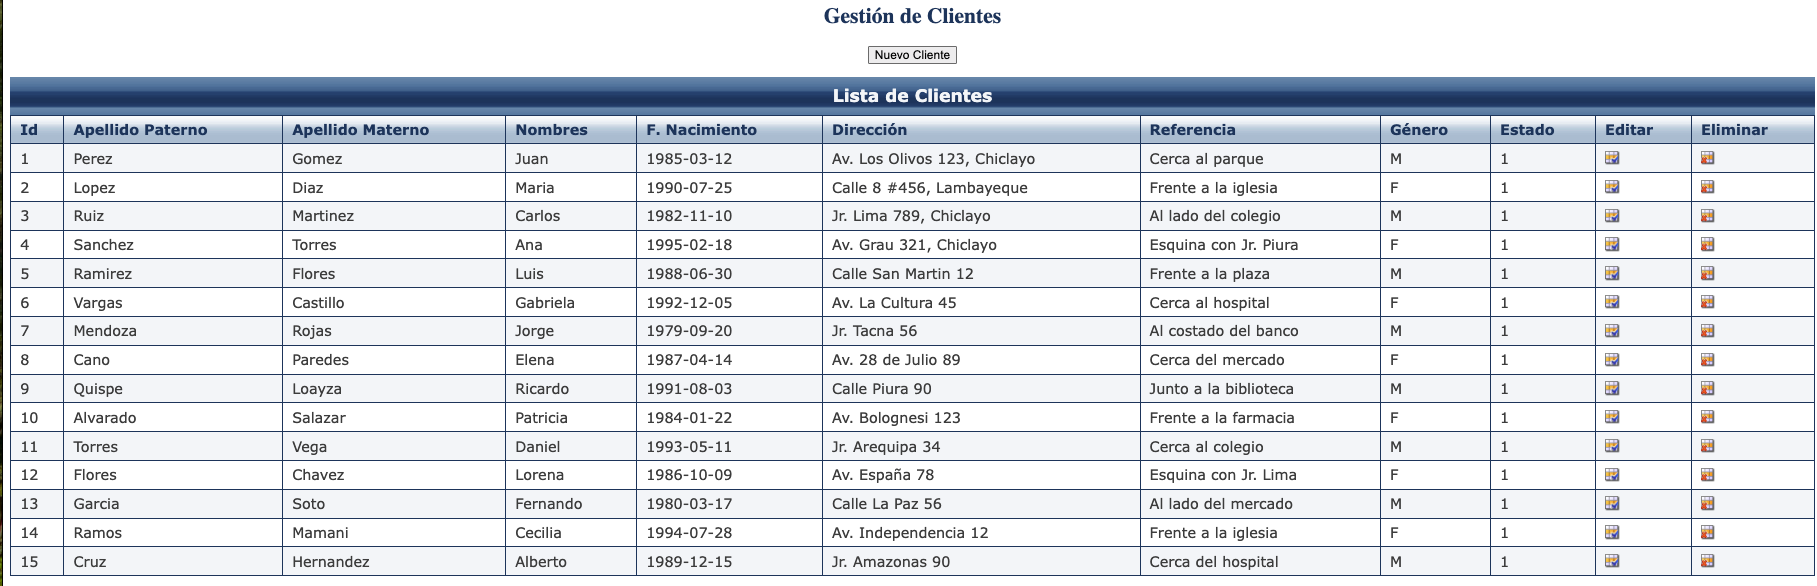 Gestión de Clientes
Nuevo Cliente
Lista de Clientes
Id Apellido Paterno Apellido Materno Nombres F. Nacimiento Dirección Referencia Género Estado Editar Eliminar
1 Perez Gomez Juan 1985-03-12 Av. Los Olivos 123, Chiclayo Cerca al parque M 1
2 Lopez Diaz Maria 1990-07-25 Calle 8 #456, Lambayeque Frente a la iglesia F 1
3 Ruiz Martinez Carlos 1982-11-10 Jr. Lima 789, Chiclayo Al lado del colegio M 1
4 Sanchez Torres Ana 1995-02-18 Av. Grau 321, Chiclayo Esquina con Jr. Piura F 1
5 Ramirez Flores Luis 1988-06-30 Calle San Martin 12 Frente a la plaza M 1
6 Vargas Castillo Gabriela 1992-12-05 Av. La Cultura 45 Cerca al hospital F 1
7 Mendoza Rojas Jorge 1979-09-20 Jr. Tacna 56 Al costado del banco M 1
8 Cano Paredes Elena 1987-04-14 Av. 28 de Julio 89 Cerca del mercado F 1
9 Quispe Loayza Ricardo 1991-08-03 Calle Piura 90 Junto a la biblioteca M 1
10 Alvarado Salazar Patricia 1984-01-22 Av. Bolognesi 123 Frente a la farmacia F 1
11 Torres Vega Daniel 1993-05-11 Jr. Arequipa 34 Cerca al colegio M 1
12 Flores Chavez Lorena 1986-10-09 Av. España 78 Esquina con Jr. Lima F 1
13 Garcia Soto Fernando 1980-03-17 Calle La Paz 56 Al lado del mercado M 1
14 Ramos Mamani Cecilia 1994-07-28 Av. Independencia 12 Frente a la iglesia F 1
15 Cruz Hernandez Alberto 1989-12-15 Jr. Amazonas 90 Cerca del hospital M 1